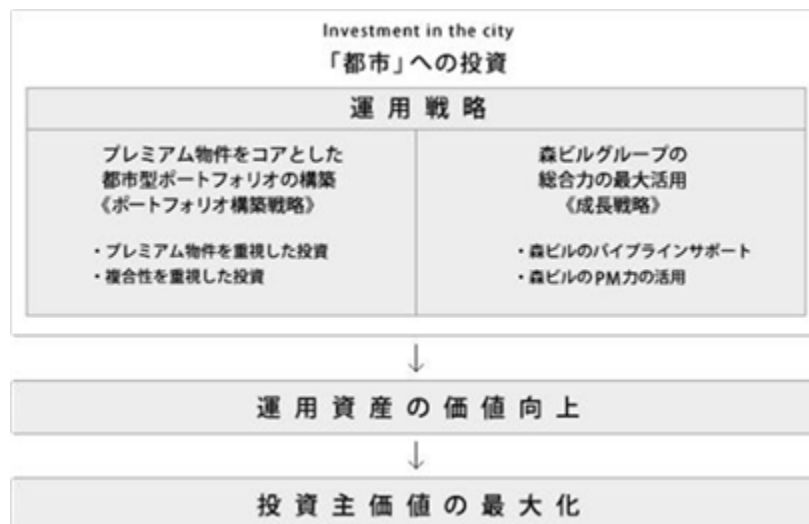 Investment in the city
「都市」への投資
運用戦略
プレミアム物件をコアとした
都市型ポートフォリオの構築
《ポートフォリオ構築戦略》
・プレミアム物件を重視した投資
・複合性を重視した投資
森ビルグループの
総合力の最大活用
《成長戦略》
・森ビルのパイプラインサポート
・森ビルのPM力の活用
↓
運用資産の価値向上
↓
投資主価値の最大化